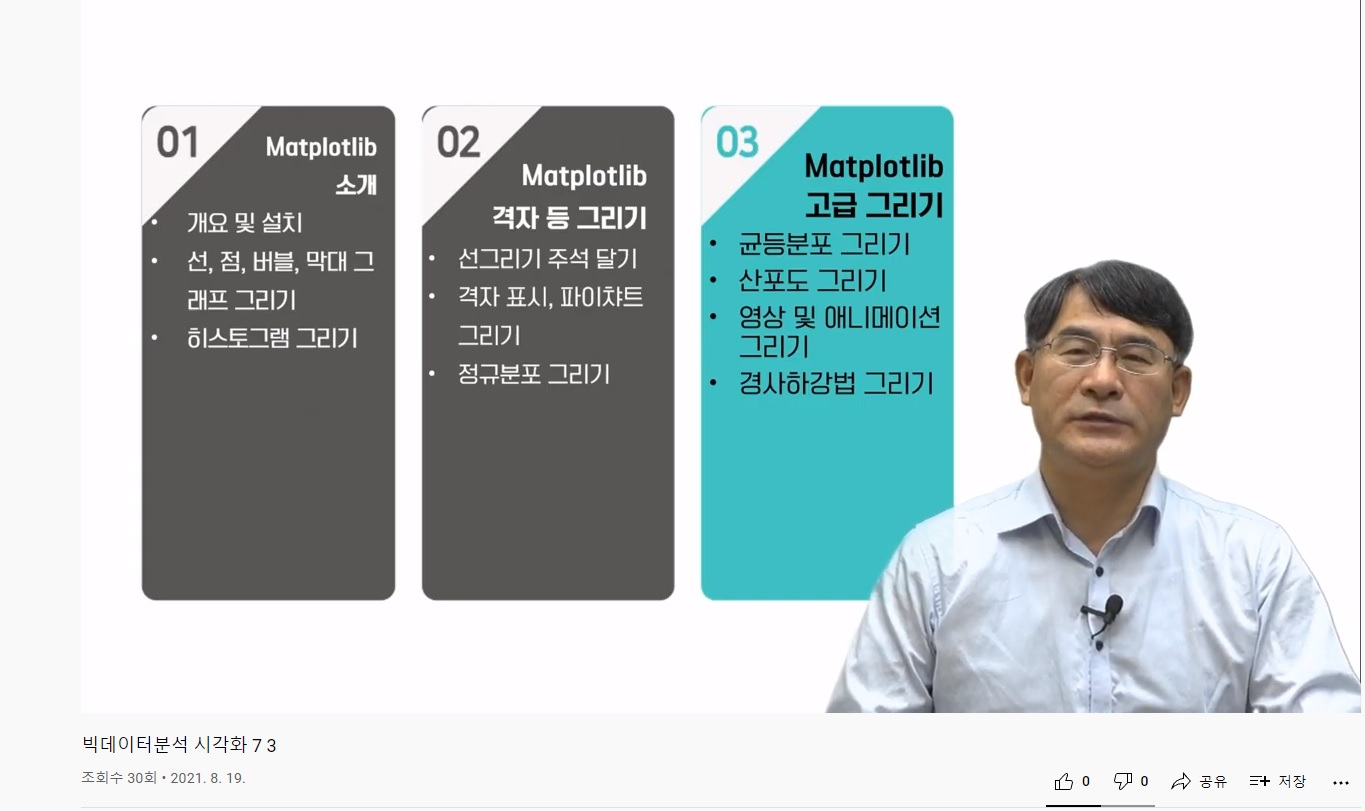 01
Matplotlib
소개
• 개요 및 설치
• 선, 점, 버블, 막대 그
래프 그리기
• 히스토그램 그리기
02
Matplotlib
격자 등 그리기
• 선그리기 주석 달기
• 격자 표시, 파이챠트
그리기
• 정규분포 그리기
03
Matplotlib
고급 그리기
• 균등분포 그리기
• 산포도 그리기
• 영상 및 애니메이션
그리기
• 경사하강법 그리기
빅데이터분석 시각화 7 3
조회수 30회 • 2021. 8. 19.
0 0 공유 저장